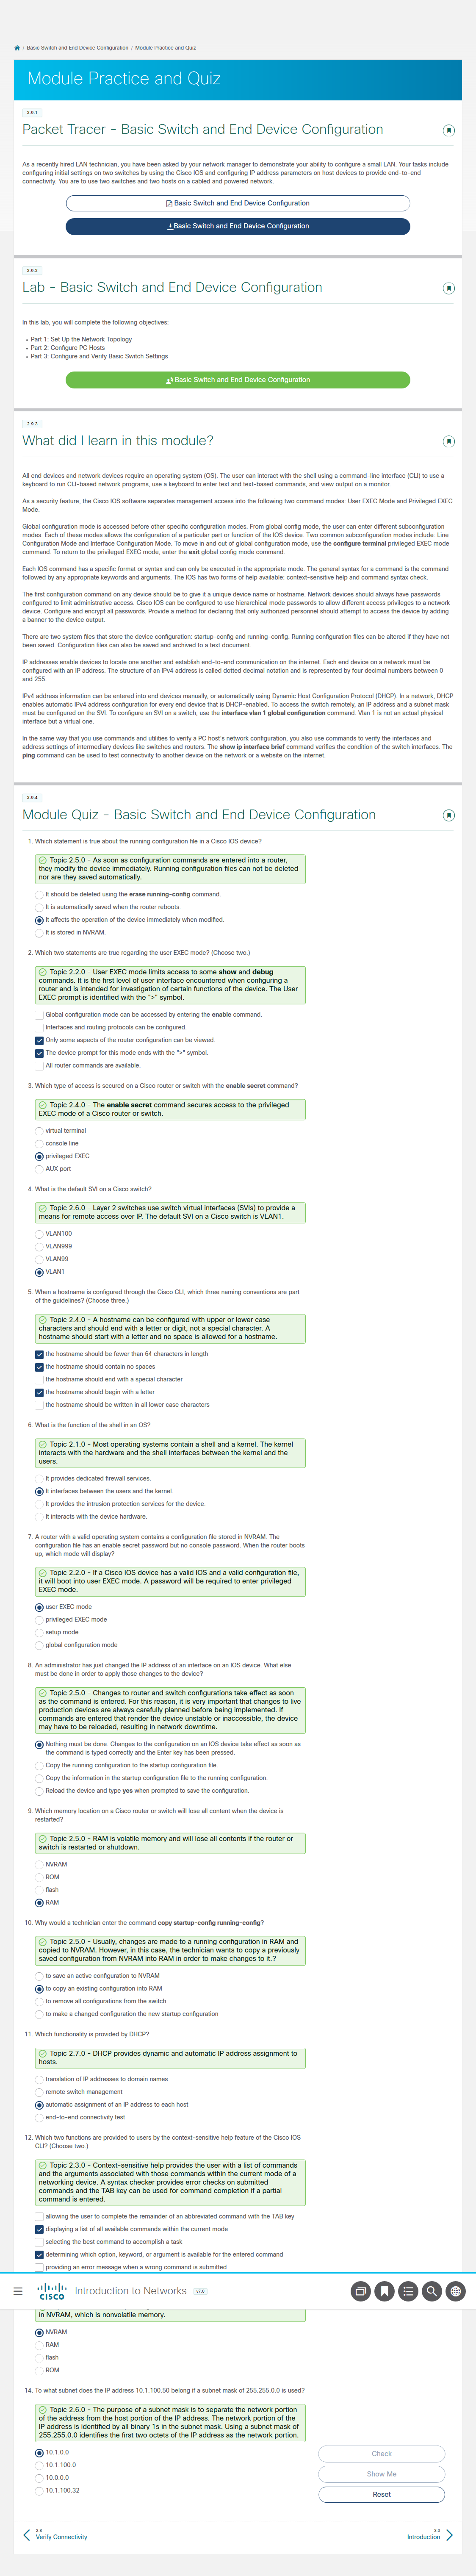 / Basic Switch and End Device Configuration / Module Practice and Quiz
Module Practice and Quiz
2.9.1
Packet Tracer - Basic Switch and End Device Configuration
As a recently hired LAN technician, you have been asked by your network manager to demonstrate your ability to configure a small LAN. Your tasks include
configuring initial settings on two switches by using the Cisco IOS and configuring IP address parameters on host devices to provide end-to-end
connectivity. You are to use two switches and two hosts on a cabled and powered network.
Basic Switch and End Device Configuration
Basic Switch and End Device Configuration
2.9.2
Lab - Basic Switch and End Device Configuration
In this lab, you will complete the following objectives:
• Part 1: Set Up the Network Topology
• Part 2: Configure PC Hosts
• Part 3: Configure and Verify Basic Switch Settings
Basic Switch and End Device Configuration
2.9.3
What did I learn in this module?
All end devices and network devices require an operating system (OS). The user can interact with the shell using a command-line interface (CLI) to use a
keyboard to run CLI-based network programs, use a keyboard to enter text and text-based commands, and view output on a monitor.
As a security feature, the Cisco IOS software separates management access into the following two command modes: User EXEC Mode and Privileged EXEC
Mode.
Global configuration mode is accessed before other specific configuration modes. From global config mode, the user can enter different subconfiguration
modes. Each of these modes allows the configuration of a particular part or function of the IOS device. Two common subconfiguration modes include: Line
Configuration Mode and Interface Configuration Mode. To move in and out of global configuration mode, use the configure terminal privileged EXEC mode
command. To return to the privileged EXEC mode, enter the exit global config mode command.
Each IOS command has a specific format or syntax and can only be executed in the appropriate mode. The general syntax for a command is the command
followed by any appropriate keywords and arguments. The IOS has two forms of help available: context-sensitive help and command syntax check.
The first configuration command on any device should be to give it a unique device name or hostname. Network devices should always have passwords
configured to limit administrative access. Cisco IOS can be configured to use hierarchical mode passwords to allow different access privileges to a network
device. Configure and encrypt all passwords. Provide a method for declaring that only authorized personnel should attempt to access the device by adding
a banner to the device output.
There are two system files that store the device configuration: startup-config and running-config. Running configuration files can be altered if they have not
been saved. Configuration files can also be saved and archived to a text document.
IP addresses enable devices to locate one another and establish end-to-end communication on the internet. Each end device on a network must be
configured with an IP address. The structure of an IPv4 address is called dotted decimal notation and is represented by four decimal numbers between 0
and 255.
IPv4 address information can be entered into end devices manually, or automatically using Dynamic Host Configuration Protocol (DHCP). In a network, DHCP
enables automatic IPv4 address configuration for every end device that is DHCP-enabled. To access the switch remotely, an IP address and a subnet mask
must be configured on the SVI. To configure an SVI on a switch, use the interface vlan 1 global configuration command. Vlan 1 is not an actual physical
interface but a virtual one.
In the same way that you use commands and utilities to verify a PC host's network configuration, you also use commands to verify the interfaces and
address settings of intermediary devices like switches and routers. The show ip interface brief command verifies the condition of the switch interfaces. The
ping command can be used to test connectivity to another device on the network or a website on the internet.
2.9.4
Module Quiz - Basic Switch and End Device Configuration
1. Which statement is true about the running configuration file in a Cisco IOS device?
Topic 2.5.0 - As soon as configuration commands are entered into a router,
they modify the device immediately. Running configuration files can not be deleted
nor are they saved automatically.
It should be deleted using the erase running-config command.
It is automatically saved when the router reboots.
It affects the operation of the device immediately when modified.
It is stored in NVRAM.
2. Which two statements are true regarding the user EXEC mode? (Choose two.)
Topic 2.2.0 - User EXEC mode limits access to some show and debug
commands. It is the first level of user interface encountered when configuring a
router and is intended for investigation of certain functions of the device. The User
EXEC prompt is identified with the ">" symbol.
Global configuration mode can be accessed by entering the enable command.
Interfaces and routing protocols can be configured.
Only some aspects of the router configuration can be viewed.
The device prompt for this mode ends with the ">" symbol.
All router commands are available.
3. Which type of access is secured on a Cisco router or switch with the enable secret command?
Topic 2.4.0 - The enable secret command secures access to the privileged
EXEC mode of a Cisco router or switch.
virtual terminal
console line
privileged EXEC
AUX port
4. What is the default SVI on a Cisco switch?
Topic 2.6.0 - Layer 2 switches use switch virtual interfaces (SVIs) to provide a
means for remote access over IP. The default SVI on a Cisco switch is VLAN1.
VLAN100
VLAN999
VLAN99
VLAN1
5. When a hostname is configured through the Cisco CLI, which three naming conventions are part
of the guidelines? (Choose three.)
Topic 2.4.0 - A hostname can be configured with upper or lower case
characters and should end with a letter or digit, not a special character. A
hostname should start with a letter and no space is allowed for a hostname.
the hostname should be fewer than 64 characters in length
the hostname should contain no spaces
the hostname should end with a special character
the hostname should begin with a letter
the hostname should be written in all lower case characters
6. What is the function of the shell in an OS?
Topic 2.1.0 - Most operating systems contain a shell and a kernel. The kernel
interacts with the hardware and the shell interfaces between the kernel and the
users.
It provides dedicated firewall services.
It interfaces between the users and the kernel.
It provides the intrusion protection services for the device.
It interacts with the device hardware.
7. A router with a valid operating system contains a configuration file stored in NVRAM. The
configuration file has an enable secret password but no console password. When the router boots
up, which mode will display?
Topic 2.2.0 - If a Cisco IOS device has a valid IOS and a valid configuration file,
it will boot into user EXEC mode. A password will be required to enter privileged
EXEC mode.
user EXEC mode
privileged EXEC mode
setup mode
global configuration mode
8. An administrator has just changed the IP address of an interface on an IOS device. What else
must be done in order to apply those changes to the device?
Topic 2.5.0 - Changes to router and switch configurations take effect as soon
as the command is entered. For this reason, it is very important that changes to live
production devices are always carefully planned before being implemented. If
commands are entered that render the device unstable or inaccessible, the device
may have to be reloaded, resulting in network downtime.
Nothing must be done. Changes to the configuration on an IOS device take effect as soon as
the command is typed correctly and the Enter key has been pressed.
Copy the running configuration to the startup configuration file.
Copy the information in the startup configuration file to the running configuration.
Reload the device and type yes when prompted to save the configuration.
9. Which memory location on a Cisco router or switch will lose all content when the device is
restarted?
Topic 2.5.0 - RAM is volatile memory and will lose all contents if the router or
switch is restarted or shutdown.
NVRAM
ROM
flash
RAM
10. Why would a technician enter the command copy startup-config running-config?
Topic 2.5.0 - Usually, changes are made to a running configuration in RAM and
copied to NVRAM. However, in this case, the technician wants to copy a previously
saved configuration from NVRAM into RAM in order to make changes to it.?
to save an active configuration to NVRAM
to copy an existing configuration into RAM
to remove all configurations from the switch
to make a changed configuration the new startup configuration
11. Which functionality is provided by DHCP?
Topic 2.7.0 - DHCP provides dynamic and automatic IP address assignment to
hosts.
translation of IP addresses to domain names
remote switch management
automatic assignment of an IP address to each host
end-to-end connectivity test
12. Which two functions are provided to users by the context-sensitive help feature of the Cisco IOS
CLI? (Choose two.)
Topic 2.3.0 - Context-sensitive help provides the user with a list of commands
and the arguments associated with those commands within the current mode of a
networking device. A syntax checker provides error checks on submitted
commands and the TAB key can be used for command completion if a partial
command is entered.
allowing the user to complete the remainder of an abbreviated command with the TAB key
displaying a list of all available commands within the current mode
selecting the best command to accomplish a task
determining which option, keyword, or argument is available for the entered command
providing an error message when a wrong command is submitted
CISCO Introduction to Networks v7.0
in NVRAM, which is nonvolatile memory.
NVRAM
RAM
flash
ROM
14. To what subnet does the IP address 10.1.100.50 belong if a subnet mask of 255.255.0.0 is used?
Topic 2.6.0 - The purpose of a subnet mask is to separate the network portion
of the address from the host portion of the IP address. The network portion of the
IP address is identified by all binary 1s in the subnet mask. Using a subnet mask of
255.255.0.0 identifies the first two octets of the IP address as the network portion.
10.1.0.0
10.1.100.0
10.0.0.0
10.1.100.32
Check
Show Me
Reset
2.8
Verify Connectivity
Introduction